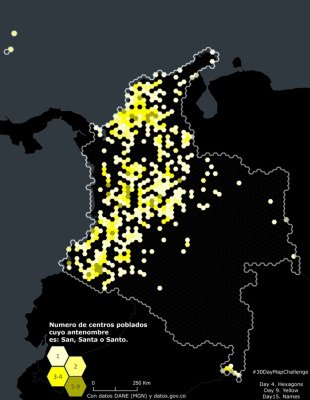 Numero de centros poblados
cuyo antenombre
es: San, Santa o Santo.
1
2
3-4
5-9
0
250 Km
Con datos DANE (MGN) y datos.gov.co
#30DayMapChallenge
Day 4. Hexagons
Day 9. Yellow
Day15. Names